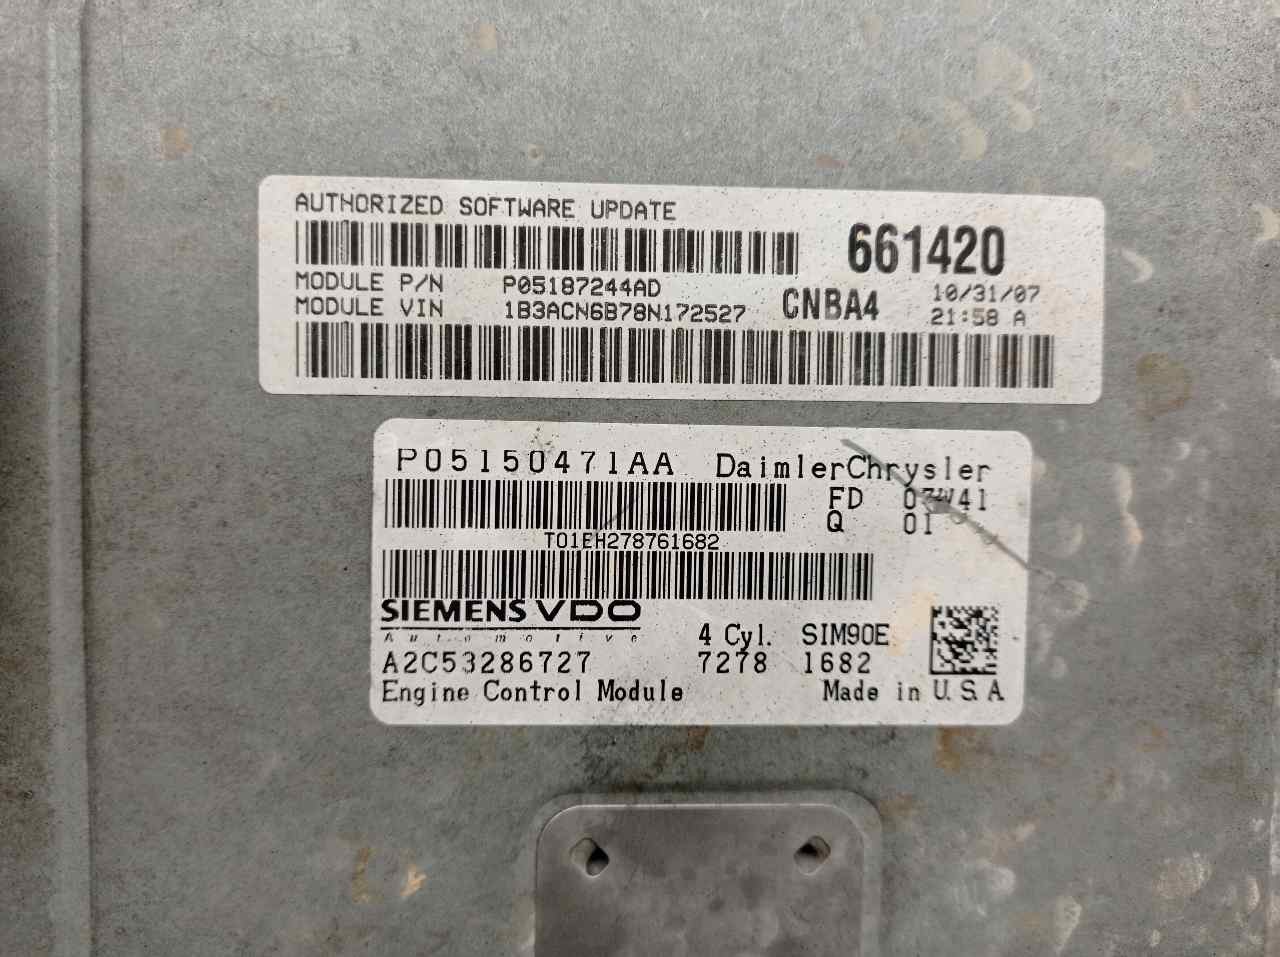 AUTHORIZED SOFTWARE UPDATE
661420
MODULE P/N P05187244AD
MODULE VIN 1B3ACN6B78N172527
CNBA4
10/31/07
21:58 A
P05150471AA DaimlerChrysler
FD 07W41
Q 01
T01EH278761682
SIEMENS VDO
Automotive
4 Cyl. SIM90E
A2C53286727 7278 1682
Engine Control Module Made in U.S.A